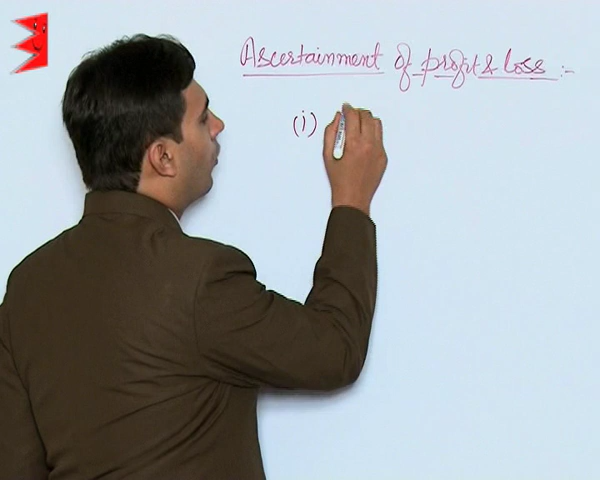 Ascertainment of profit & loss :-
(i)